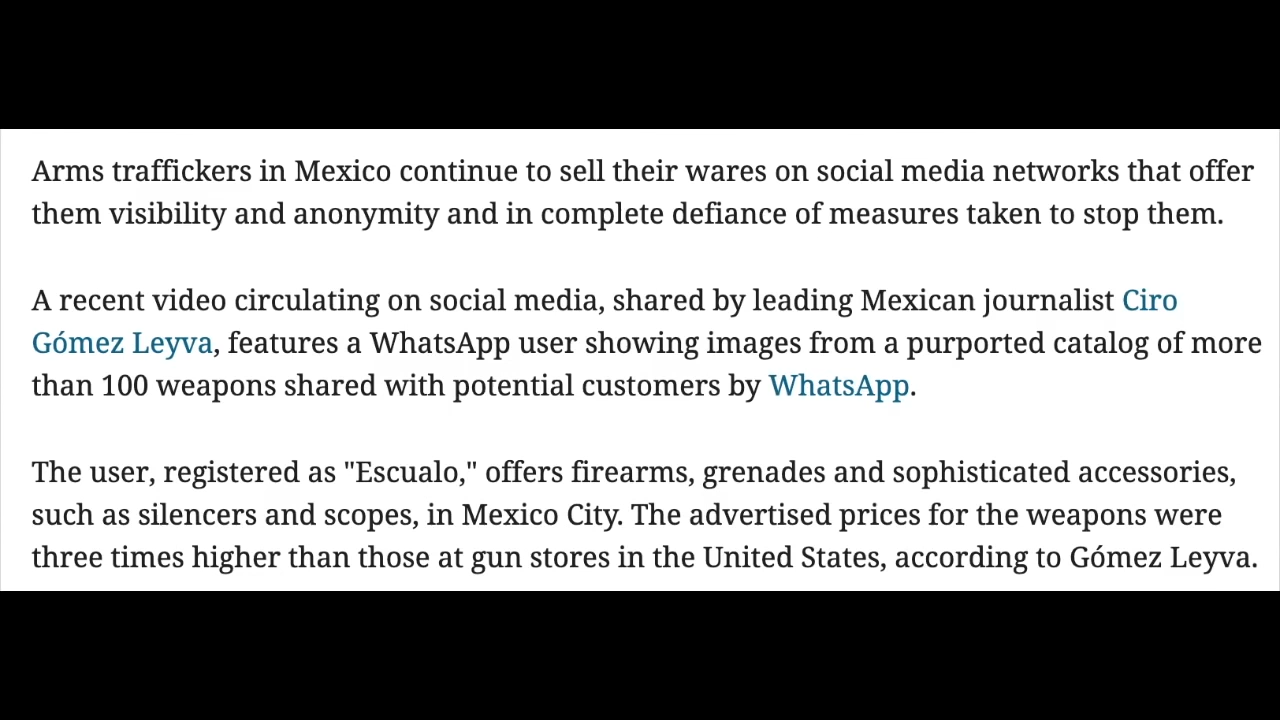 Arms traffickers in Mexico continue to sell their wares on social media networks that offer
them visibility and anonymity and in complete defiance of measures taken to stop them.
A recent video circulating on social media, shared by leading Mexican journalist Ciro
Gómez Leyva, features a WhatsApp user showing images from a purported catalog of more
than 100 weapons shared with potential customers by WhatsApp.
The user, registered as "Escualo," offers firearms, grenades and sophisticated accessories,
such as silencers and scopes, in Mexico City. The advertised prices for the weapons were
three times higher than those at gun stores in the United States, according to Gómez Leyva.